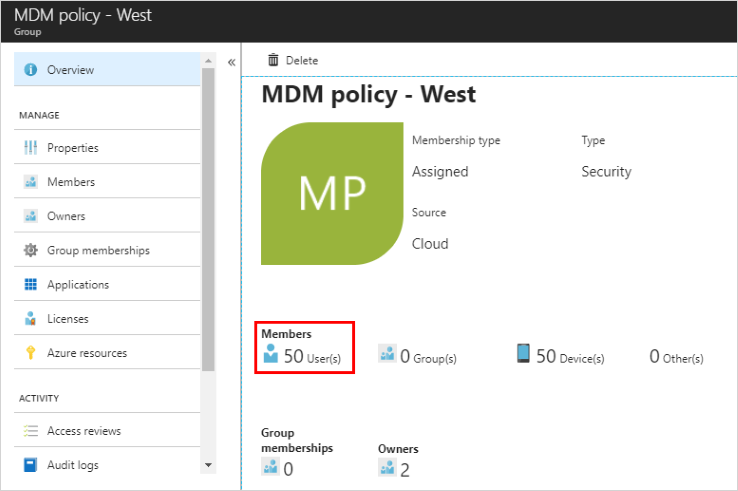 MDM policy - West
Group
Overview
MANAGE
Properties
Members
Owners
Group memberships
Applications
Licenses
Azure resources
ACTIVITY
Access reviews
Audit logs
«
Delete
MDM policy - West
MP
Membership type
Type
Assigned
Security
Source
Cloud
Members
50 User(s)
0 Group(s)
50 Device(s)
0 Other(s)
Group
memberships
0
Owners
2